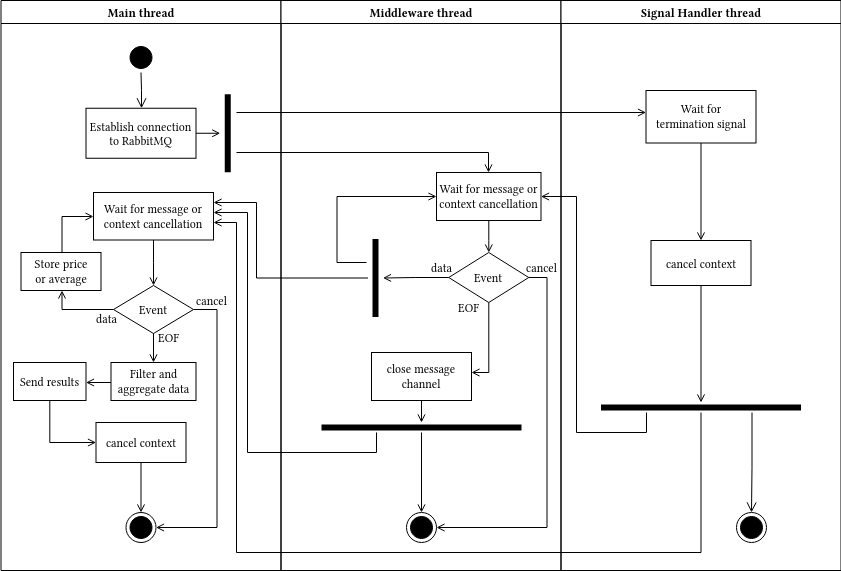 Main thread
Middleware thread
Signal Handler thread
Establish connection
to RabbitMQ
Wait for
termination signal
Wait for message or
context cancellation
Wait for message or
context cancellation
Store price
or average
cancel context
data
Event
cancel
Event
cancel
data
EOF
EOF
Send results
Filter and
aggregate data
close message
channel
cancel context